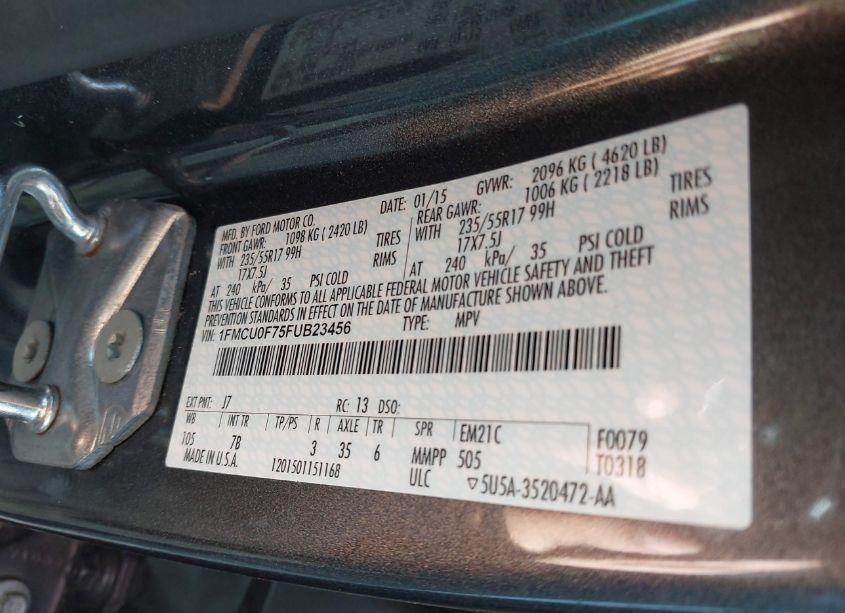 MFD. BY FORD MOTOR CO.
DATE: 01/15 GVWR: 2096 KG ( 4620 LB)
FRONT GAWR: 1098 KG ( 2420 LB)
REAR GAWR: 1006 KG ( 2218 LB)
WITH 235/55R17 99H TIRES
WITH 235/55R17 99H TIRES
17X7.5J RIMS
17X7.5J RIMS
AT 240 kPa/ 35 PSI COLD
AT 240 kPa/ 35 PSI COLD
THIS VEHICLE CONFORMS TO ALL APPLICABLE FEDERAL MOTOR VEHICLE SAFETY AND THEFT
PREVENTION STANDARDS IN EFFECT ON THE DATE OF MANUFACTURE SHOWN ABOVE.
VIN: 1FMCU0F75FUB23456 TYPE: MPV
EXT PNT: J7 RC: 13 DSO:
WB INT TR TP/PS R AXLE TR SPR EM21C F0079
105 7B 3 35 6 MMPP 505 T0318
MADE IN U.S.A. 1201501151168 ULC ▽5U5A-3520472-AA